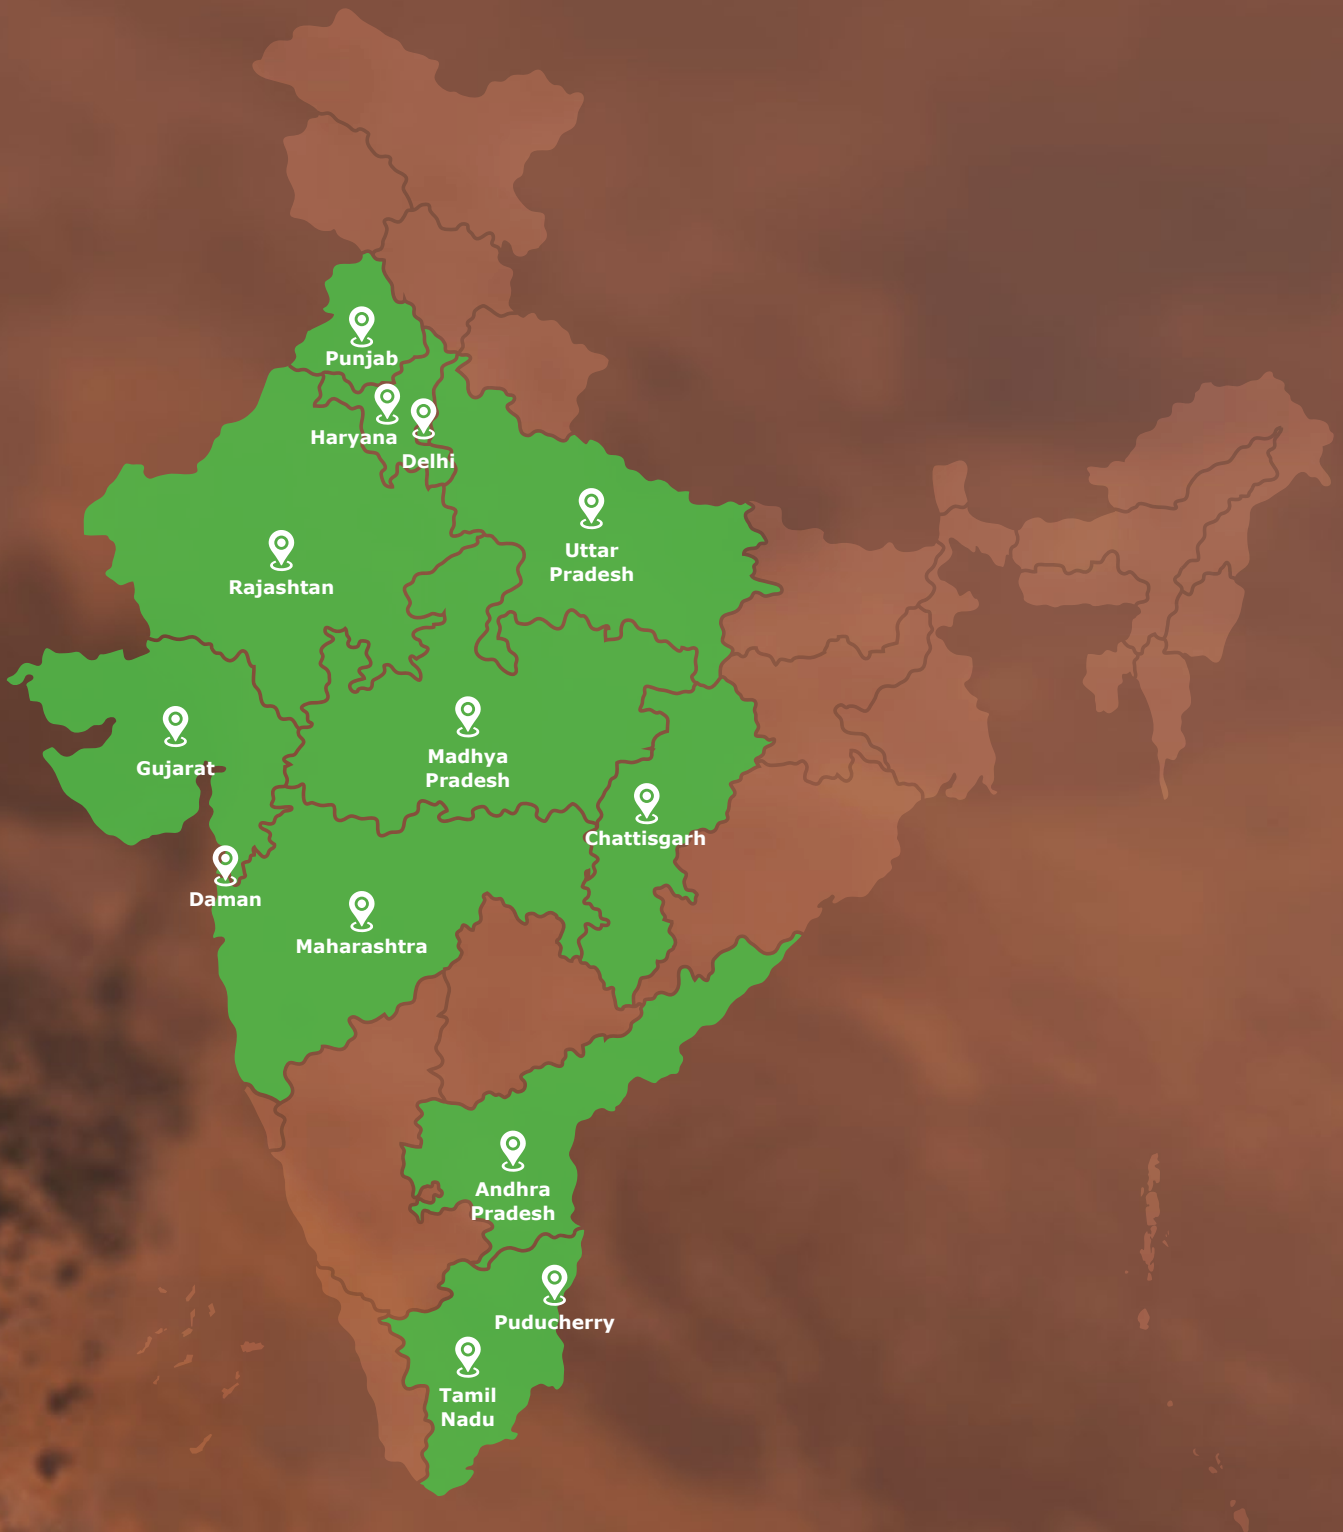 Punjab
Haryana
Delhi
Uttar
Pradesh
Rajashtan
Madhya
Pradesh
Gujarat
Chattisgarh
Daman
Maharashtra
Andhra
Pradesh
Puducherry
Tamil
Nadu